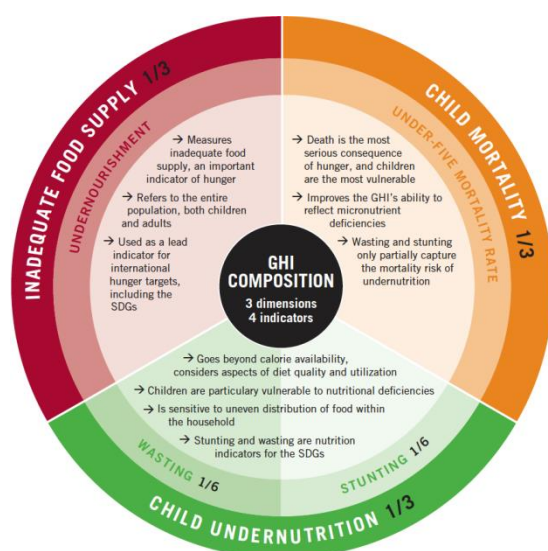 INADEQUATE FOOD SUPPLY 1/3
UNDERNOURISHMENT
→ Measures
inadequate food
supply, an important
indicator of hunger
→ Refers to the entire
population, both children
and adults
→ Used as a lead
indicator for
international
hunger targets,
including the
SDGs
CHILD MORTALITY 1/3
UNDER-FIVE MORTALITY RATE
→ Death is the most
serious consequence
of hunger, and children
are the most vulnerable
→ Improves the GHI's ability to
reflect micronutrient
deficiencies
→ Wasting and stunting
only partially capture
the mortality risk of
undernutrition
GHI
COMPOSITION
3 dimensions
4 indicators
→ Goes beyond calorie availability,
considers aspects of diet quality and utilization
→ Children are particulary vulnerable to nutritional deficiencies
→ Is sensitive to uneven distribution of food within
the household
→ Stunting and wasting are nutrition
indicators for the SDGs
WASTING 1/6
STUNTING 1/6
CHILD UNDERNUTRITION 1/3